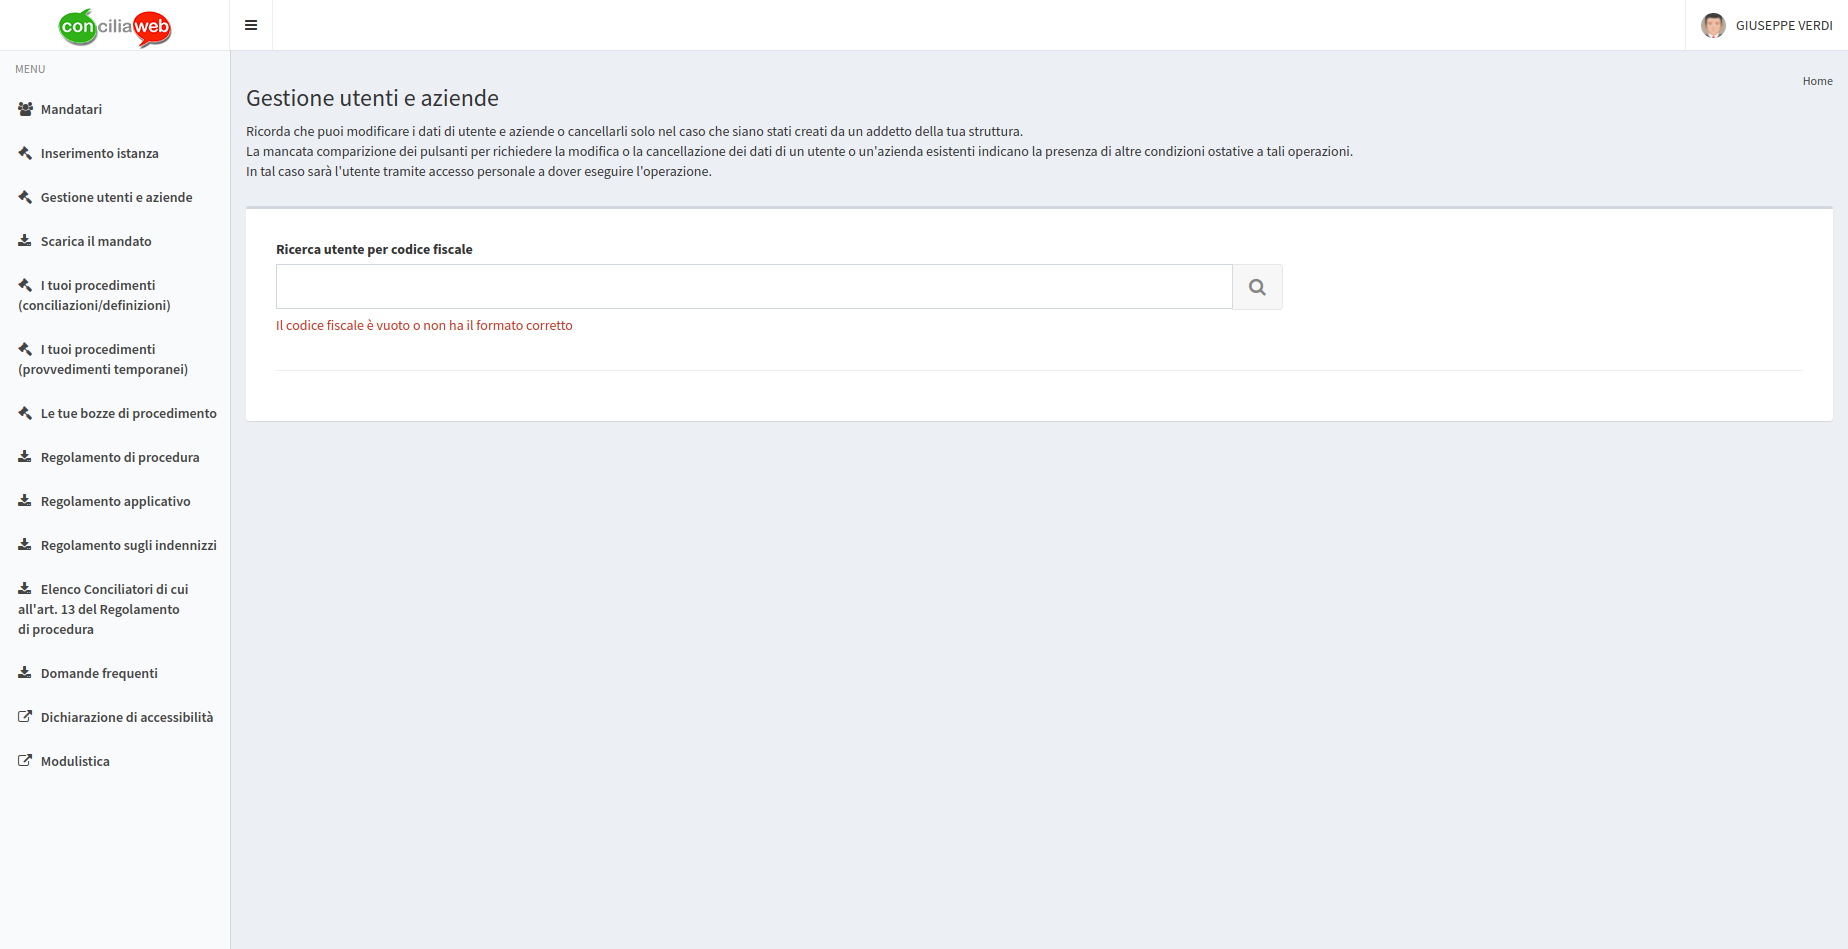 conciliaweb
GIUSEPPE VERDI
MENU
Mandatari
Inserimento istanza
Gestione utenti e aziende
Scarica il mandato
I tuoi procedimenti
(conciliazioni/definizioni)
I tuoi procedimenti
(provvedimenti temporanei)
Le tue bozze di procedimento
Regolamento di procedura
Regolamento applicativo
Regolamento sugli indennizzi
Elenco Conciliatori di cui
all'art. 13 del Regolamento
di procedura
Domande frequenti
Dichiarazione di accessibilità
Modulistica
Home
Gestione utenti e aziende
Ricorda che puoi modificare i dati di utente e aziende o cancellarli solo nel caso che siano stati creati da un addetto della tua struttura.
La mancata comparizione dei pulsanti per richiedere la modifica o la cancellazione dei dati di un utente o un'azienda esistenti indicano la presenza di altre condizioni ostative a tali operazioni.
In tal caso sarà l'utente tramite accesso personale a dover eseguire l'operazione.
Ricerca utente per codice fiscale
Il codice fiscale è vuoto o non ha il formato corretto